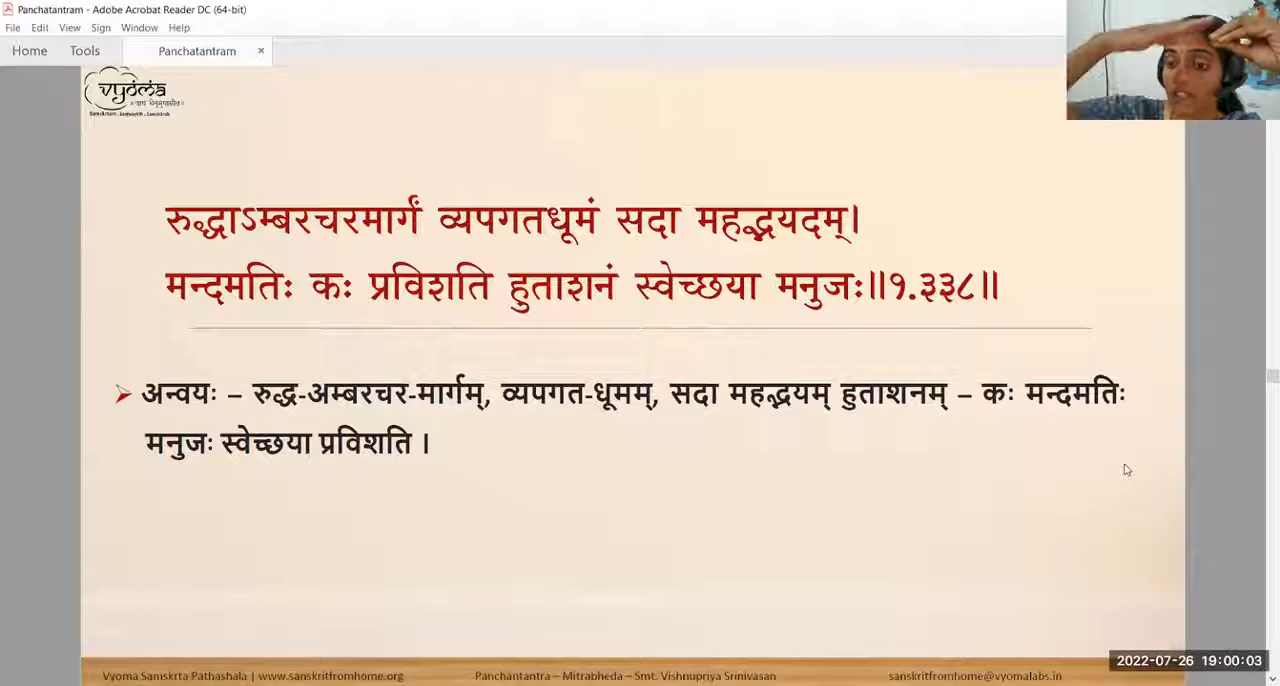 Panchatantram - Adobe Acrobat Reader DC (64-bit)
File Edit View Sign Window Help
Home Tools Panchatantram ×
vyoma
रुद्धाऽम्बरचरमार्गं व्यपगतधूमं सदा महद्भयदम्।
मन्दमतिः कः प्रविशति हुताशनं स्वेच्छया मनुजः॥१.३३८॥
अन्वयः – रुद्ध-अम्बरचर-मार्गम्, व्यपगत-धूमम्, सदा महद्भयम् हुताशनम् – कः मन्दमतिः
मनुजः स्वेच्छया प्रविशति ।
2022-07-26 19:00:03
Vyoma Samskrta Pathashala | www.sanskritfromhome.org Panchantantra – Mitrabheda – Smt. Vishnupriya Srinivasan sanskritfromhome@vyomalabs.in